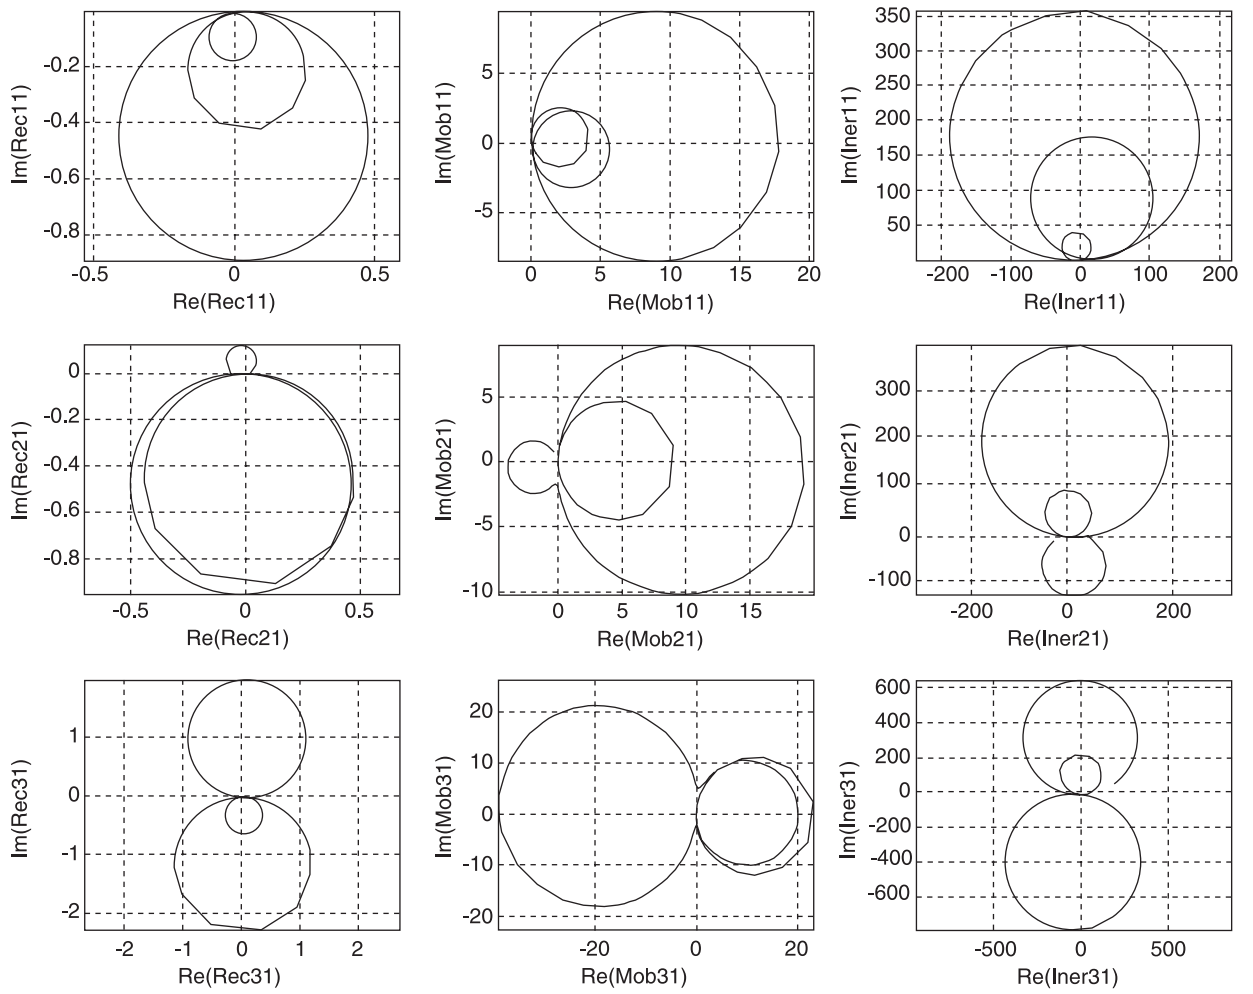 Im(Rec11)
-0.2
-0.4
-0.6
-0.8
-0.5 0 0.5
Re(Rec11)
Im(Mob11)
5
0
-5
0 5 10 15 20
Re(Mob11)
Im(Iner11)
350
300
250
200
150
100
50
-200 -100 0 100 200
Re(Iner11)
Im(Rec21)
0
-0.2
-0.4
-0.6
-0.8
-0.5 0 0.5
Re(Rec21)
Im(Mob21)
5
0
-5
-10
0 5 10 15
Re(Mob21)
Im(Iner21)
300
200
100
0
-100
-200 0 200
Re(Iner21)
Im(Rec31)
1
0
-1
-2
-2 -1 0 1 2
Re(Rec31)
Im(Mob31)
20
10
0
-10
-20
-20 0 20
Re(Mob31)
Im(Iner31)
600
400
200
0
-200
-400
-600
-500 0 500
Re(Iner31)